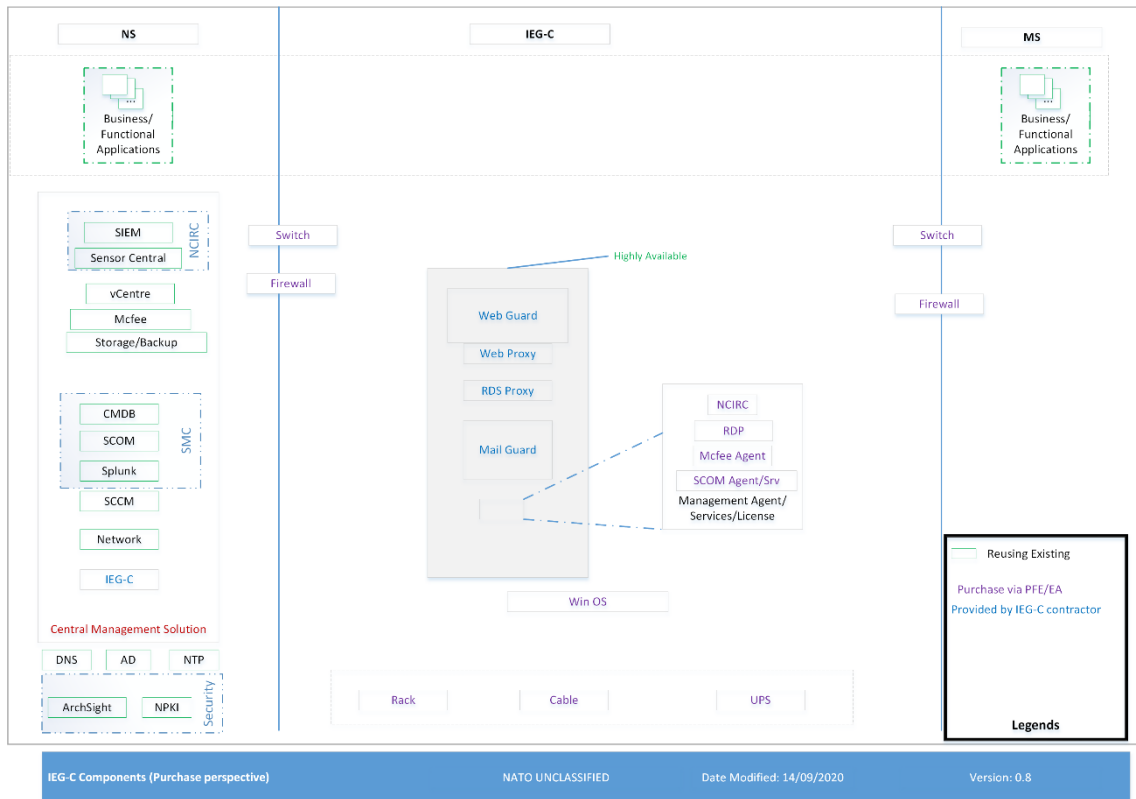 NS
IEG-C
MS
...
Business/
Functional
Applications
...
Business/
Functional
Applications
SIEM
Sensor Central
NCIRC
vCentre
Mcfee
Storage/Backup
CMDB
SCOM
Splunk
SMC
SCCM
Network
IEG-C
Central Management Solution
DNS
AD
NTP
ArchSight
NPKI
Security
Switch
Firewall
Highly Available
Web Guard
Web Proxy
RDS Proxy
Mail Guard
NCIRC
RDP
Mcfee Agent
SCOM Agent/Srv
Management Agent/
Services/License
Win OS
Rack
Cable
UPS
Switch
Firewall
Reusing Existing
Purchase via PFE/EA
Provided by IEG-C contractor
Legends
IEG-C Components (Purchase perspective)
NATO UNCLASSIFIED
Date Modified: 14/09/2020
Version: 0.8